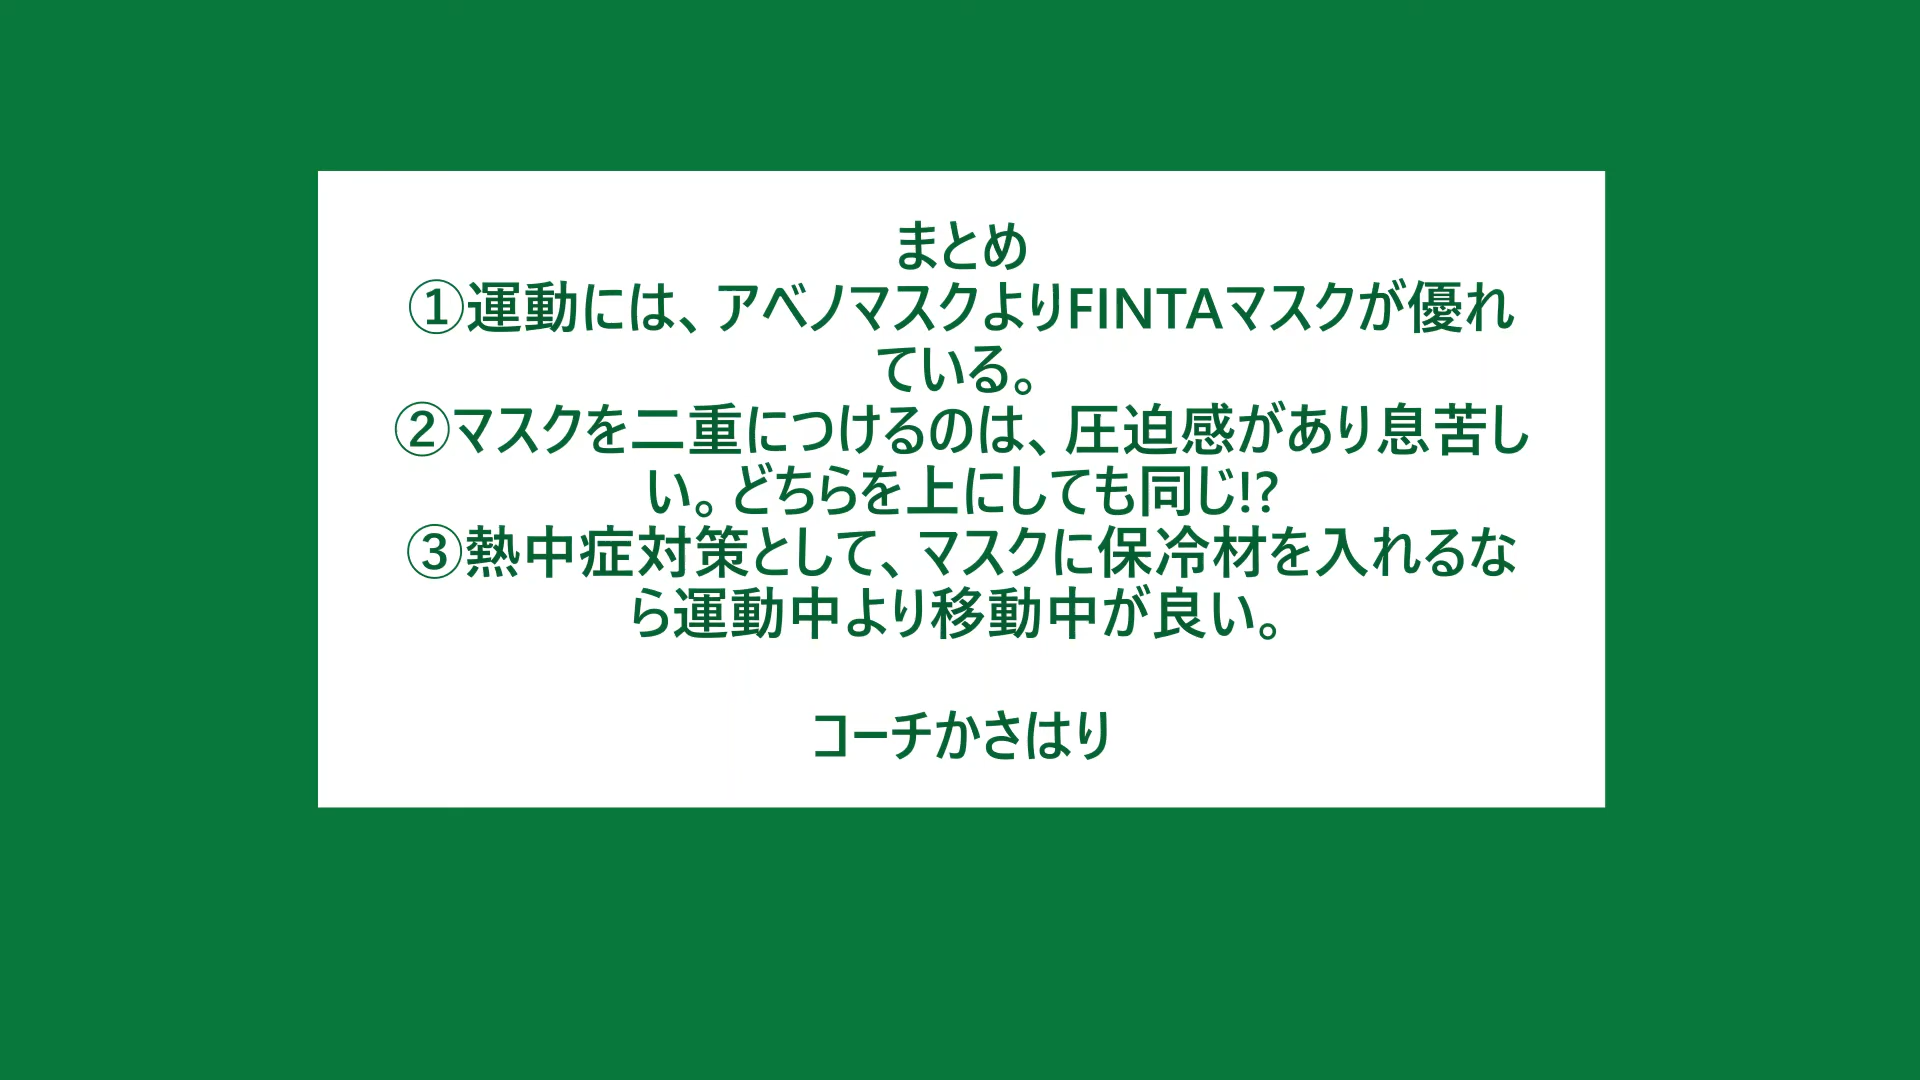 まとめ
①運動には、アベノマスクよりFINTAマスクが優れ
ている。
②マスクを二重につけるのは、圧迫感があり息苦し
い。どちらを上にしても同じ!?
③熱中症対策として、マスクに保冷材を入れるな
ら運動中より移動中が良い。
コーチかさはり